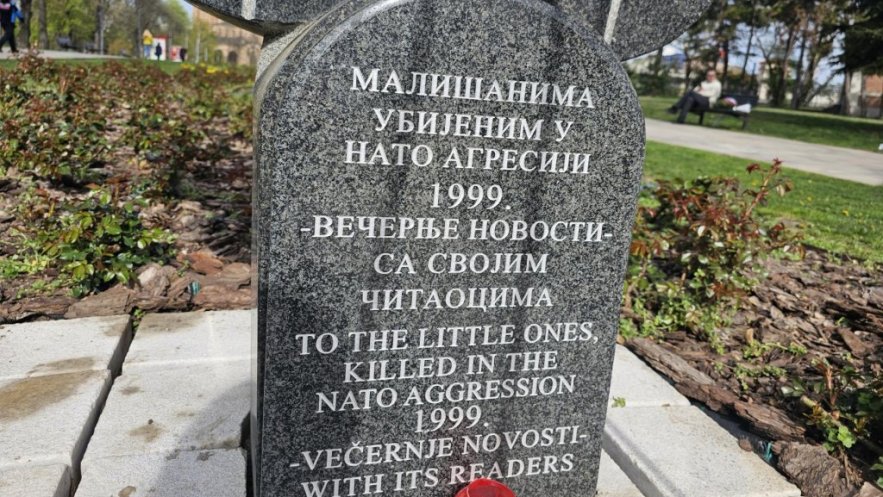 МАЛИШАНИМА
УБИЈЕНИМ У
НАТО АГРЕСИЈИ
1999.
-ВЕЧЕРЊЕ НОВОСТИ-
СА СВОЈИМ
ЧИТАОЦИМА
TO THE LITTLE ONES,
KILLED IN THE
NATO AGGRESSION
1999.
-VEČERNJE NOVOSTI-
WITH ITS READERS